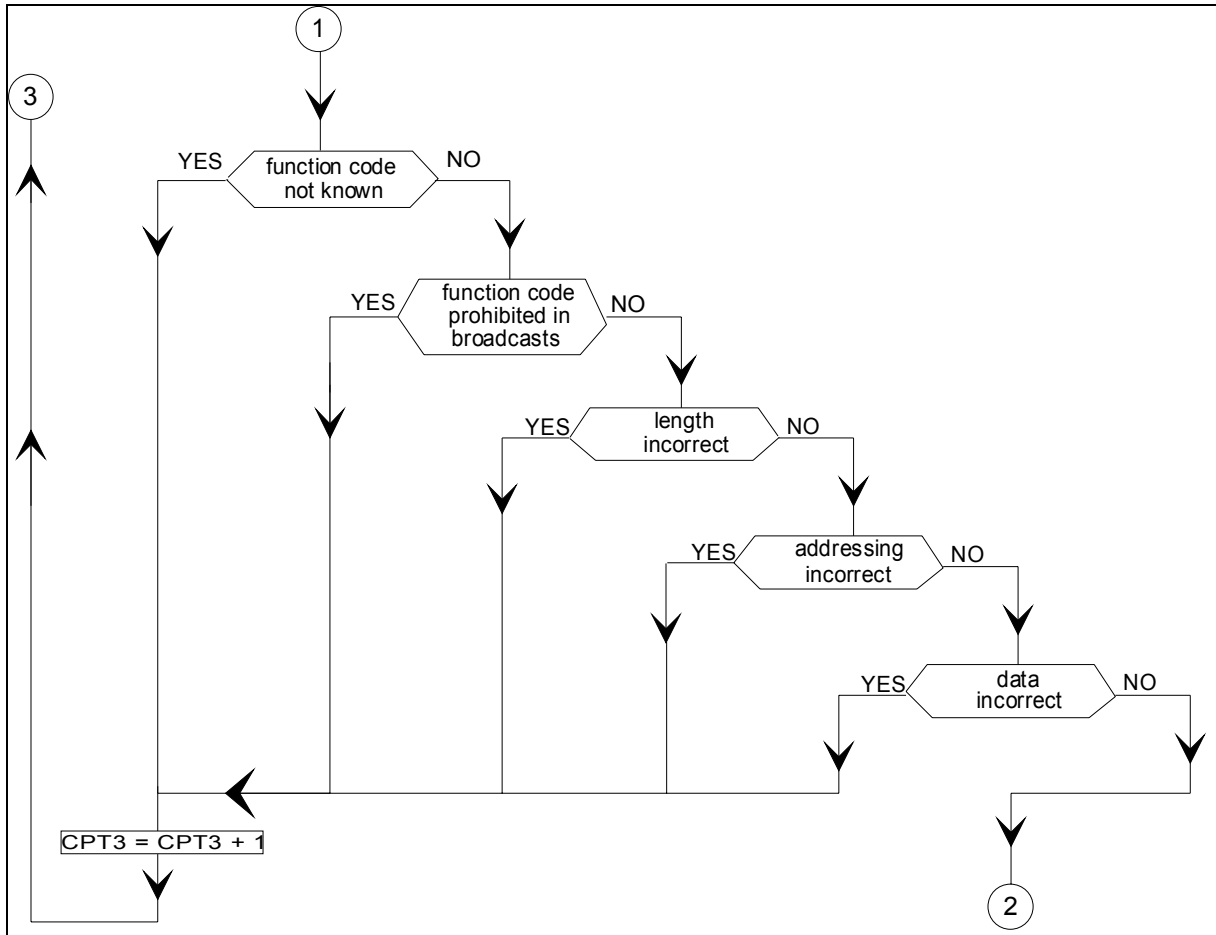 1
3
YES
function code
not known
NO
YES
function code
prohibited in
broadcasts
NO
YES
length
incorrect
NO
YES
addressing
incorrect
NO
YES
data
incorrect
NO
CPT3 = CPT3 + 1
2